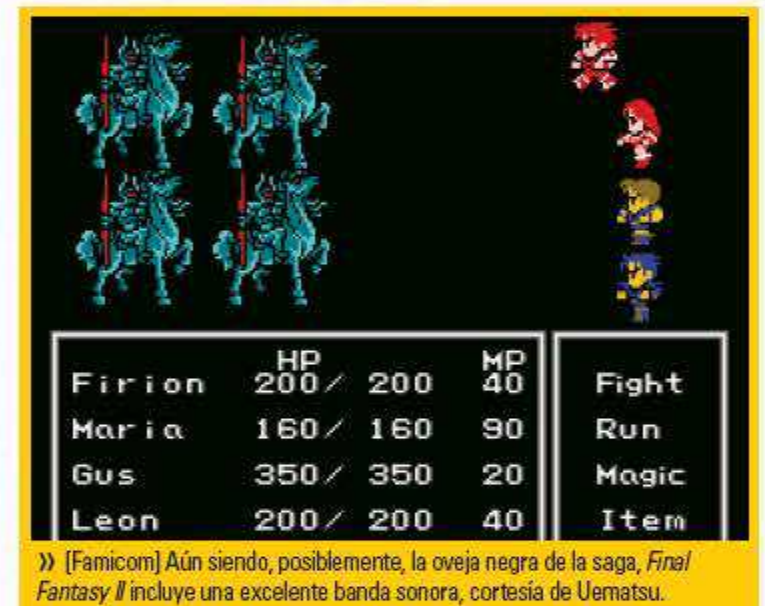 HP MP
Firion 200/ 200 40 Fight
Maria 160/ 160 90 Run
Gus 350/ 350 20 Magic
Leon 200/ 200 40 Item
» [Famicom] Aún siendo, posiblemente, la oveja negra de la saga, Final
Fantasy II incluye una excelente banda sonora, cortesía de Uematsu.